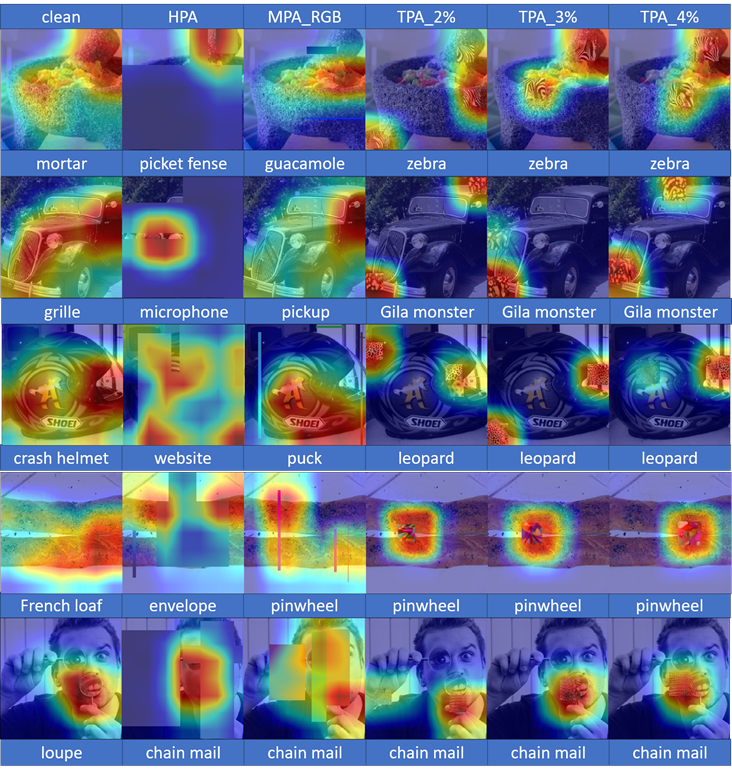 clean HPA MPA_RGB TPA_2% TPA_3% TPA_4%
mortar picket fense guacamole zebra zebra zebra
grille microphone pickup Gila monster Gila monster Gila monster
SHOEI SHOEI SHOEI SHOEI SHOEI
crash helmet website puck leopard leopard leopard
French loaf envelope pinwheel pinwheel pinwheel pinwheel
loupe chain mail chain mail chain mail chain mail chain mail